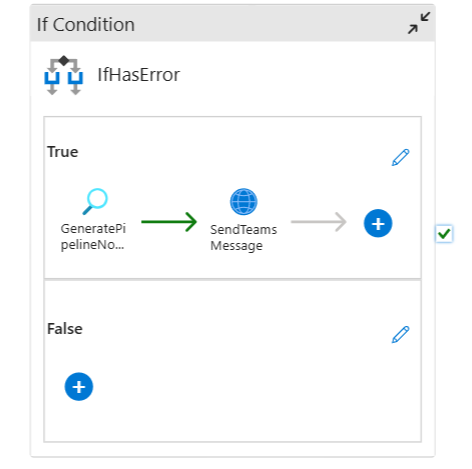 If Condition
IfHasError
True
GeneratePi
pelineNo...
SendTeams
Message
False